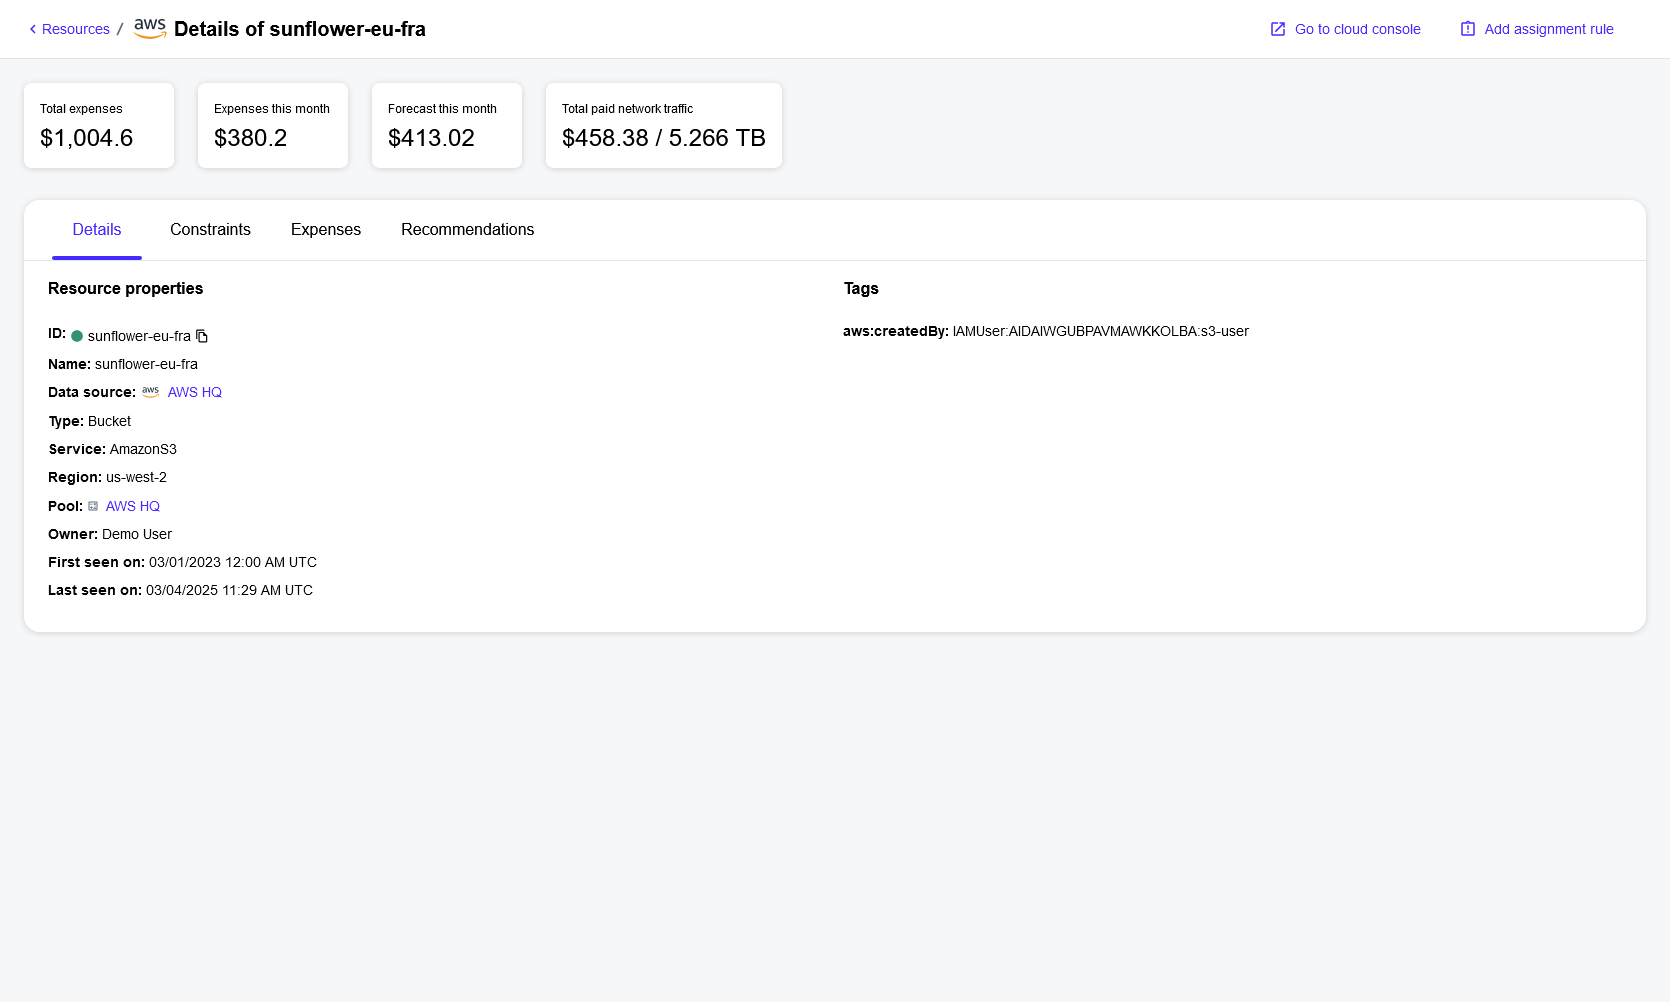 Resources / aws Details of sunflower-eu-fra
Go to cloud console
Add assignment rule
Total expenses
$1,004.6
Expenses this month
$380.2
Forecast this month
$413.02
Total paid network traffic
$458.38 / 5.266 TB
Details
Constraints
Expenses
Recommendations
Resource properties
ID: sunflower-eu-fra
Name: sunflower-eu-fra
Data source: aws AWS HQ
Type: Bucket
Service: AmazonS3
Region: us-west-2
Pool: AWS HQ
Owner: Demo User
First seen on: 03/01/2023 12:00 AM UTC
Last seen on: 03/04/2025 11:29 AM UTC
Tags
aws:createdBy: IAMUser:AIDAIWGUBPAVMAWKKOLBA:s3-user